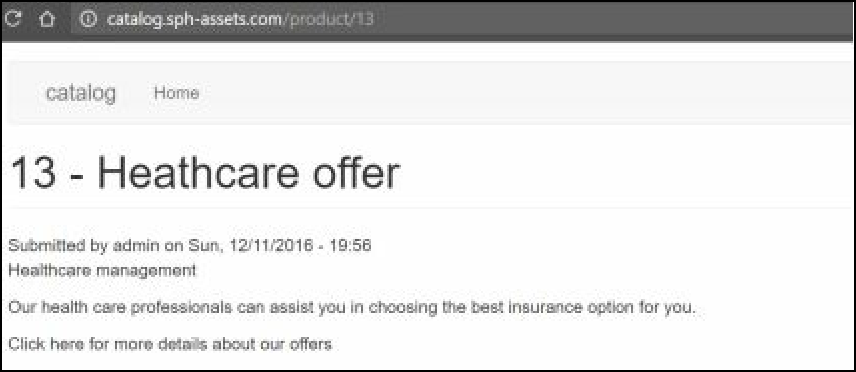 catalog.sph-assets.com/product/13
catalog Home
13 - Heathcare offer
Submitted by admin on Sun, 12/11/2016 - 19:56
Healthcare management
Our health care professionals can assist you in choosing the best insurance option for you.
Click here for more details about our offers